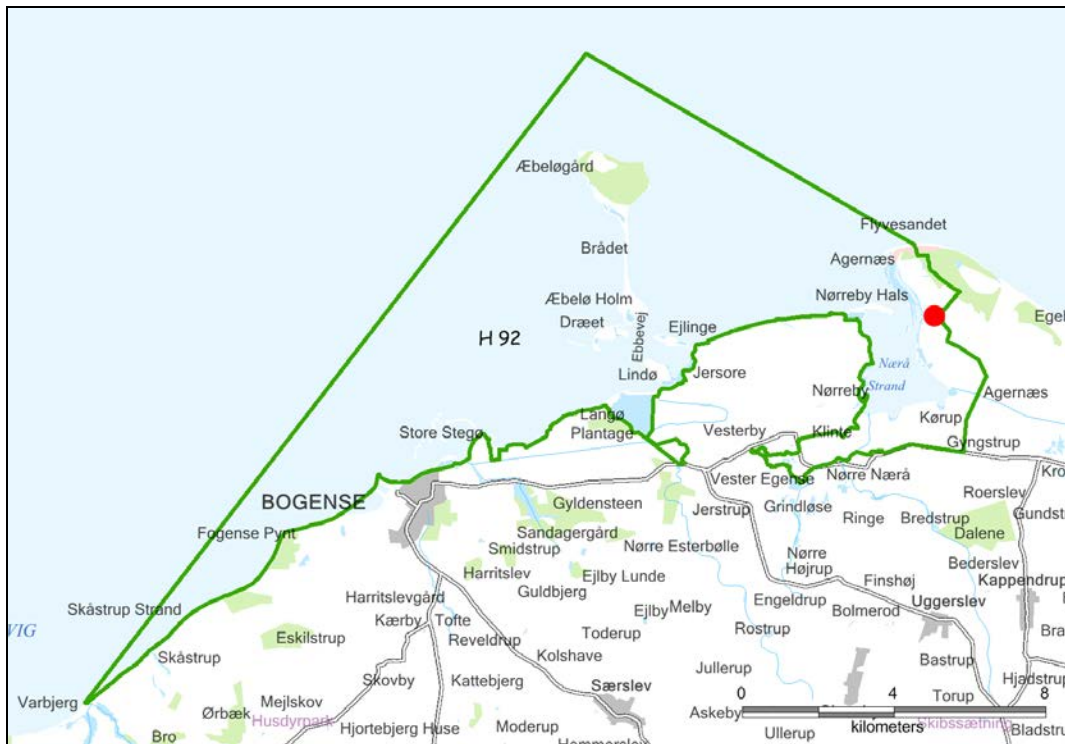 Æbeløgård
Flyvesandet
Brådet
Agernæs
Æbelø Holm
Nørreby Hals
Dræet
Ebbevej
Ejlinge
Egel
H 92
Nærå
Strand
Lindø
Jersore
Nørreby
Agernæs
Langø
Plantage
Kørup
Store Stegø
Vesterby
Klinte
Gyngstrup
Vester Egense
Nørre Nærå
Kro
BOGENSE
Gyldensteen
Jerstrup
Grindløse
Roerslev
Fogense Pynt
Sandagergård
Ringe
Bredstrup
Gundst
Smidstrup
Nørre Esterbølle
Dalene
Harritslev
Ejlby Lunde
Nørre
Højrup
Bederslev
Guldbjerg
Finshøj
Kappendrup
Skåstrup Strand
Harritslevgård
Ejlby
Melby
Engeldrup
Bolmerod
Uggerslev
Kærby
Tofte
Reveldrup
Toderup
Rostrup
Bra
VIG
Eskilstrup
Kolshave
Bastrup
Skåstrup
Jullerup
Hjadstrup
Varbjerg
Skovby
Kattebjerg
Særslev
Torup
Ørbæk
Mejlskov
Husdyrpark
Askeby
0 4 8
kilometers
Skibssætning
Bro
Hjortebjerg Huse
Moderup
Ullerup
Bladstru